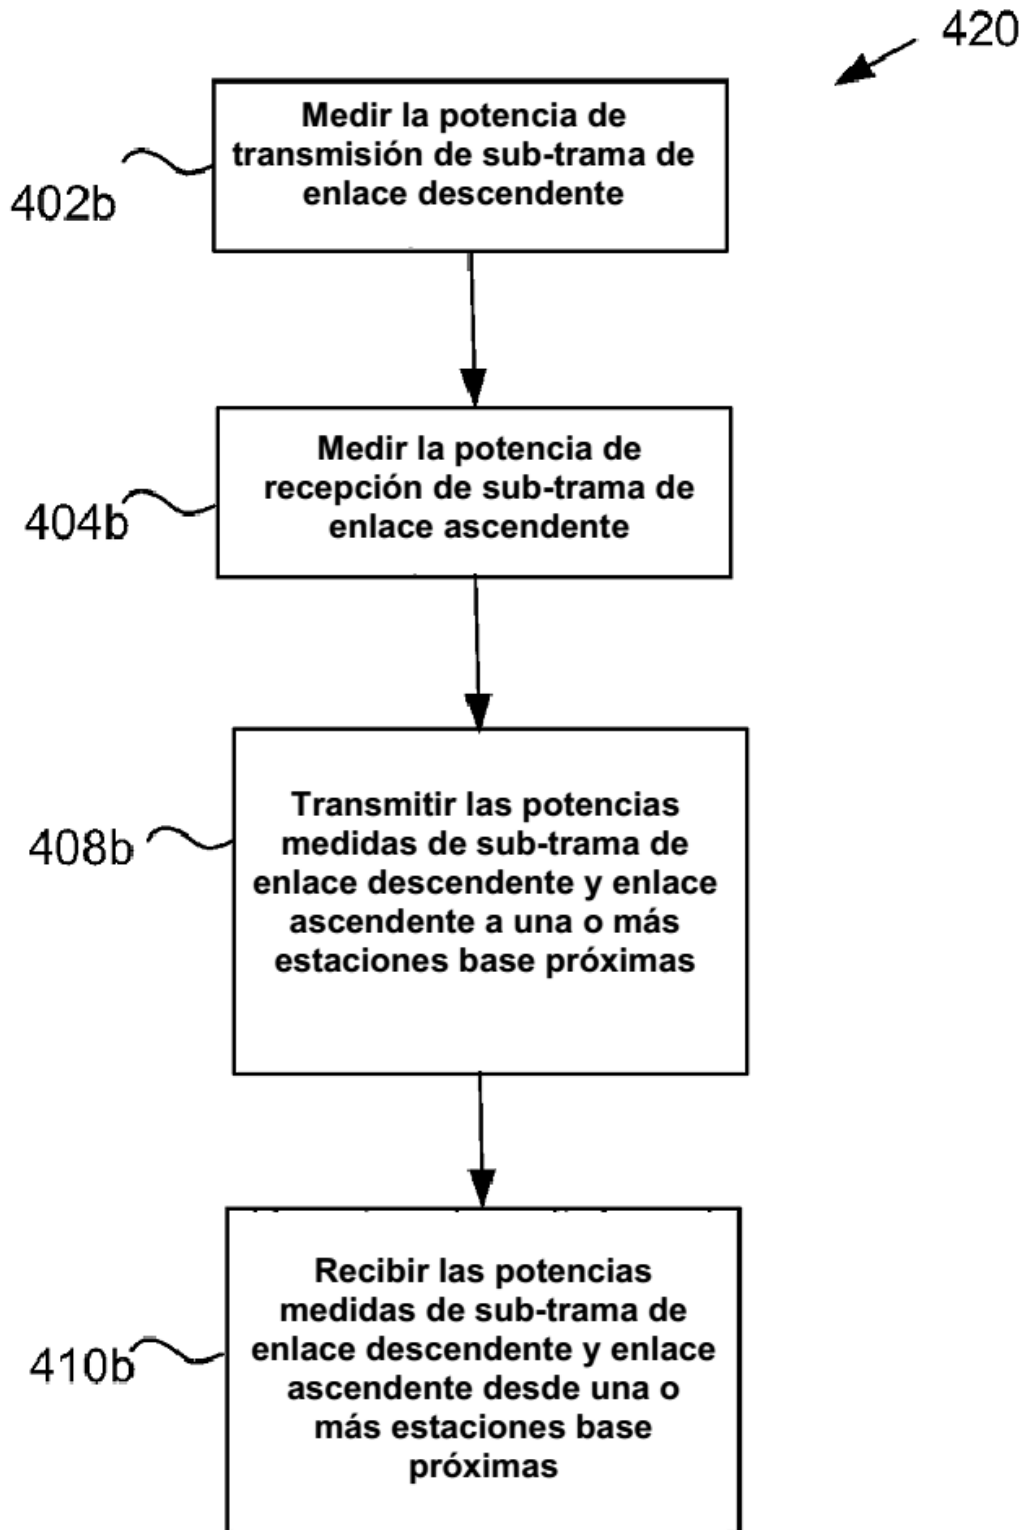 420
Medir la potencia de
transmisión de sub-trama de
enlace descendente
402b
Medir la potencia de
recepción de sub-trama de
enlace ascendente
404b
Transmitir las potencias
medidas de sub-trama de
enlace descendente y enlace
ascendente a una o más
estaciones base próximas
408b
Recibir las potencias
medidas de sub-trama de
enlace descendente y enlace
ascendente desde una o
más estaciones base
próximas
410b